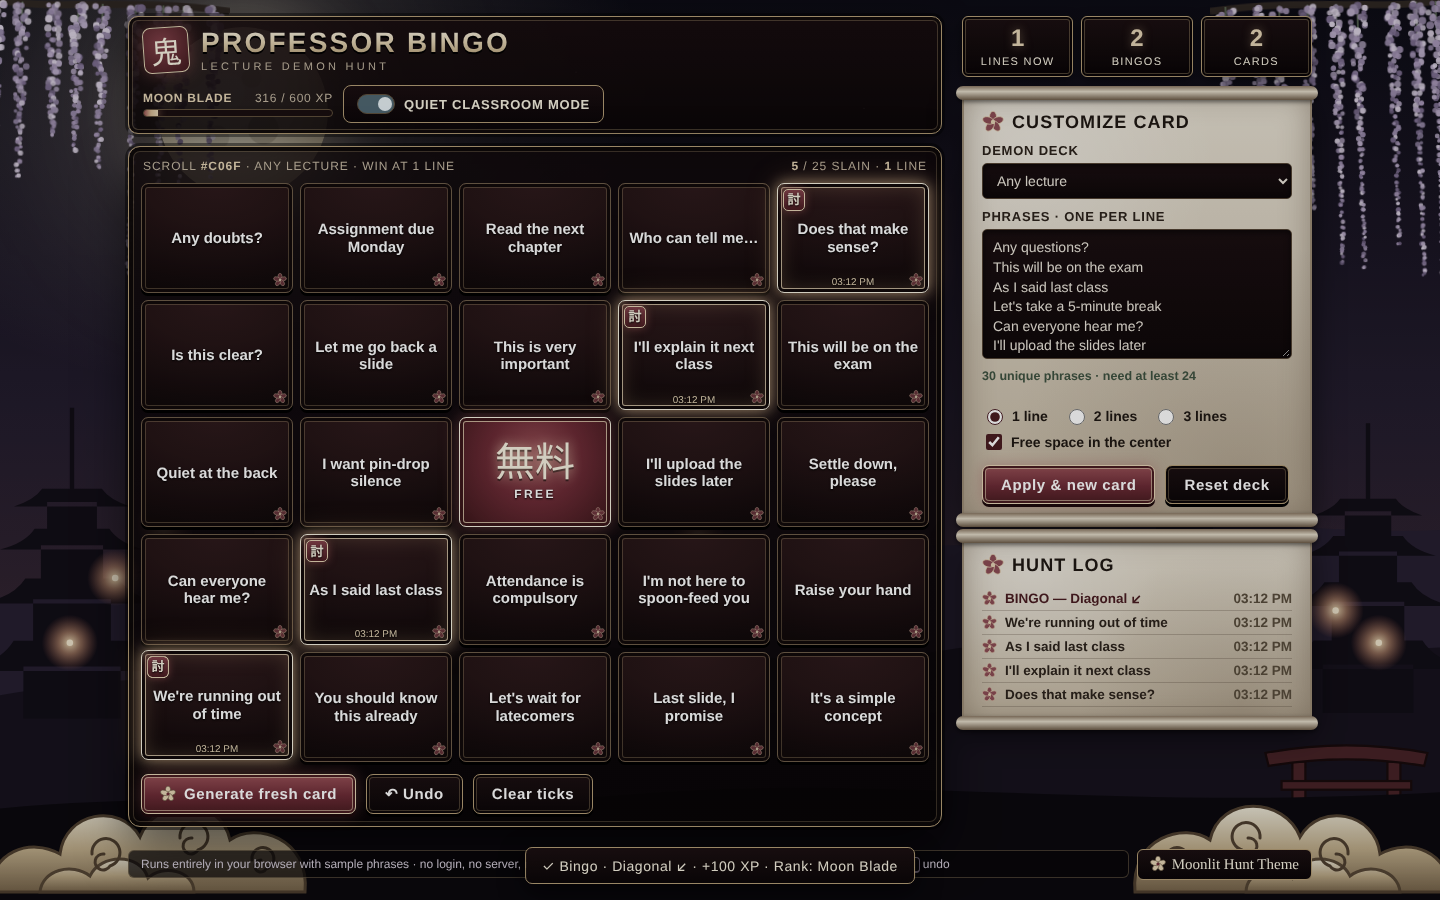 鬼
PROFESSOR BINGO
LECTURE DEMON HUNT
MOON BLADE 316 / 600 XP
QUIET CLASSROOM MODE
1
LINES NOW
2
BINGOS
2
CARDS
SCROLL #C06F · ANY LECTURE · WIN AT 1 LINE
5 / 25 SLAIN · 1 LINE
Any doubts?
Assignment due
Monday
Read the next
chapter
Who can tell me…
討
Does that make
sense?
03:12 PM
Is this clear?
Let me go back a
slide
This is very
important
討
I'll explain it next
class
03:12 PM
This will be on the
exam
Quiet at the back
I want pin-drop
silence
無料
FREE
I'll upload the
slides later
Settle down,
please
Can everyone
hear me?
討
As I said last class
03:12 PM
Attendance is
compulsory
I'm not here to
spoon-feed you
Raise your hand
討
We're running out
of time
03:12 PM
You should know
this already
Let's wait for
latecomers
Last slide, I
promise
It's a simple
concept
Generate fresh card
↶ Undo
Clear ticks
CUSTOMIZE CARD
DEMON DECK
Any lecture
PHRASES · ONE PER LINE
Any questions?
This will be on the exam
As I said last class
Let's take a 5-minute break
Can everyone hear me?
I'll upload the slides later
30 unique phrases · need at least 24
1 line
2 lines
3 lines
Free space in the center
Apply & new card
Reset deck
HUNT LOG
BINGO — Diagonal ↙ 03:12 PM
We're running out of time 03:12 PM
As I said last class 03:12 PM
I'll explain it next class 03:12 PM
Does that make sense? 03:12 PM
Runs entirely in your browser with sample phrases · no login, no server,
✓ Bingo · Diagonal ↙ · +100 XP · Rank: Moon Blade
undo
Moonlit Hunt Theme